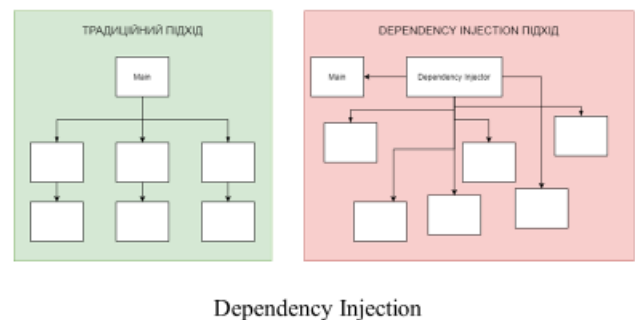 ТРАДИЦІЙНИЙ ПІДХІД
Main
DEPENDENCY INJECTION ПІДХІД
Main
Dependency Injector
Dependency Injection